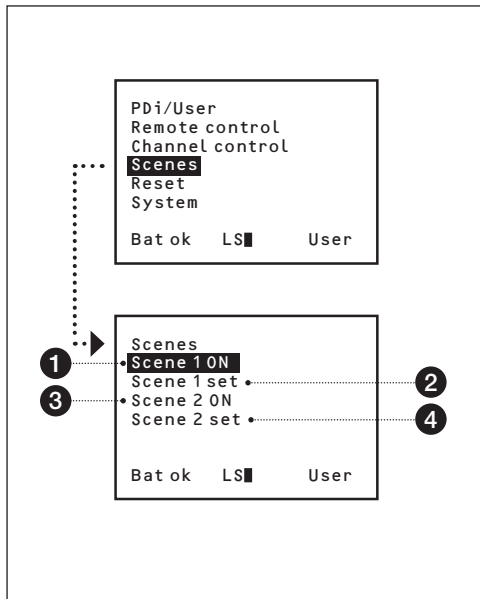 PDi/User
Remote control
Channel control
Scenes
Reset
System
Bat ok LS User
Scenes
1 Scene 1 ON
Scene 1 set 2
3 Scene 2 ON
Scene 2 set 4
Bat ok LS User